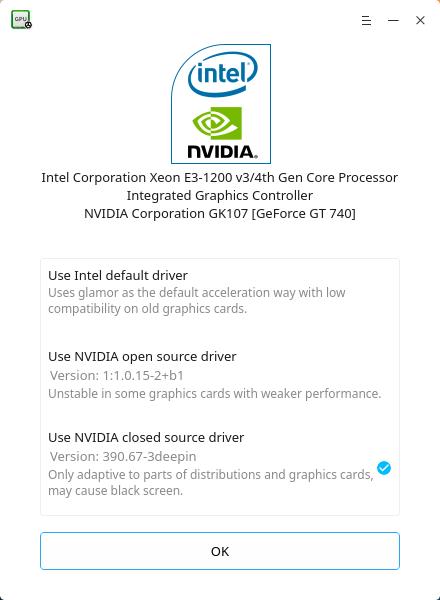 GPU
intel
NVIDIA.
Intel Corporation Xeon E3-1200 v3/4th Gen Core Processor
Integrated Graphics Controller
NVIDIA Corporation GK107 [GeForce GT 740]
Use Intel default driver
Uses glamor as the default acceleration way with low
compatibility on old graphics cards.
Use NVIDIA open source driver
Version: 1:1.0.15-2+b1
Unstable in some graphics cards with weaker performance.
Use NVIDIA closed source driver
Version: 390.67-3deepin
Only adaptive to parts of distributions and graphics cards,
may cause black screen.
OK